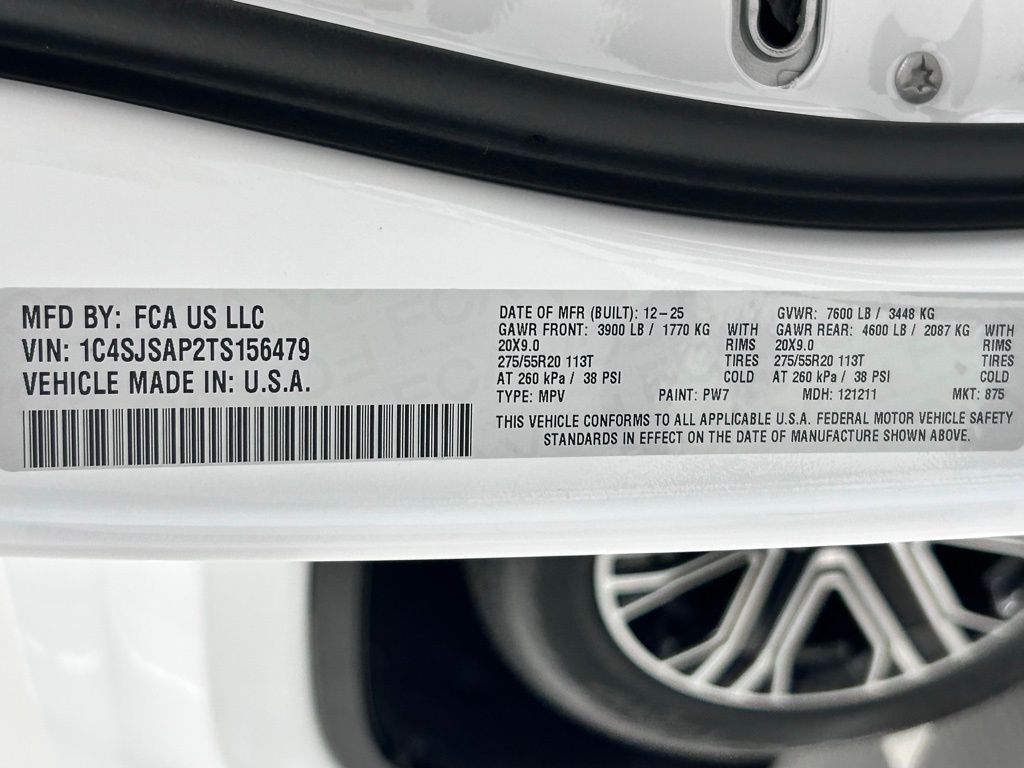 MFD BY: FCA US LLC
VIN: 1C4SJSAP2TS156479
VEHICLE MADE IN: U.S.A.
DATE OF MFR (BUILT): 12-25 GVWR: 7600 LB / 3448 KG
GAWR FRONT: 3900 LB / 1770 KG WITH GAWR REAR: 4600 LB / 2087 KG WITH
20X9.0 RIMS 20X9.0 RIMS
275/55R20 113T TIRES 275/55R20 113T TIRES
AT 260 kPa / 38 PSI COLD AT 260 kPa / 38 PSI COLD
TYPE: MPV PAINT: PW7 MDH: 121211 MKT: 875
THIS VEHICLE CONFORMS TO ALL APPLICABLE U.S.A. FEDERAL MOTOR VEHICLE SAFETY
STANDARDS IN EFFECT ON THE DATE OF MANUFACTURE SHOWN ABOVE.